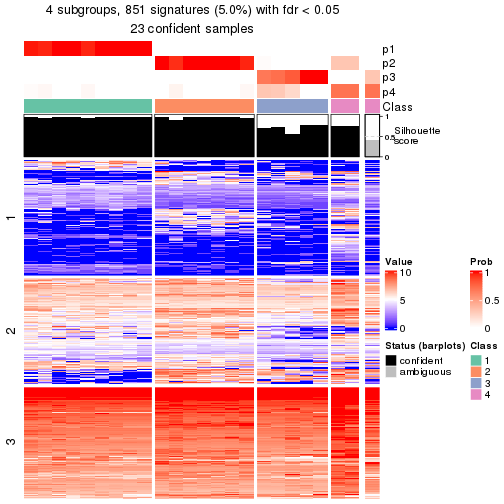 4 subgroups, 851 signatures (5.0%) with fdr < 0.05
23 confident samples
p1
p2
p3
p4
Class
1
0.5
0
Silhouette
score
1
2
3
Value
10
5
0
Prob
1
0.5
0
Status (barplots)
confident
ambiguous
Class
1
2
3
4